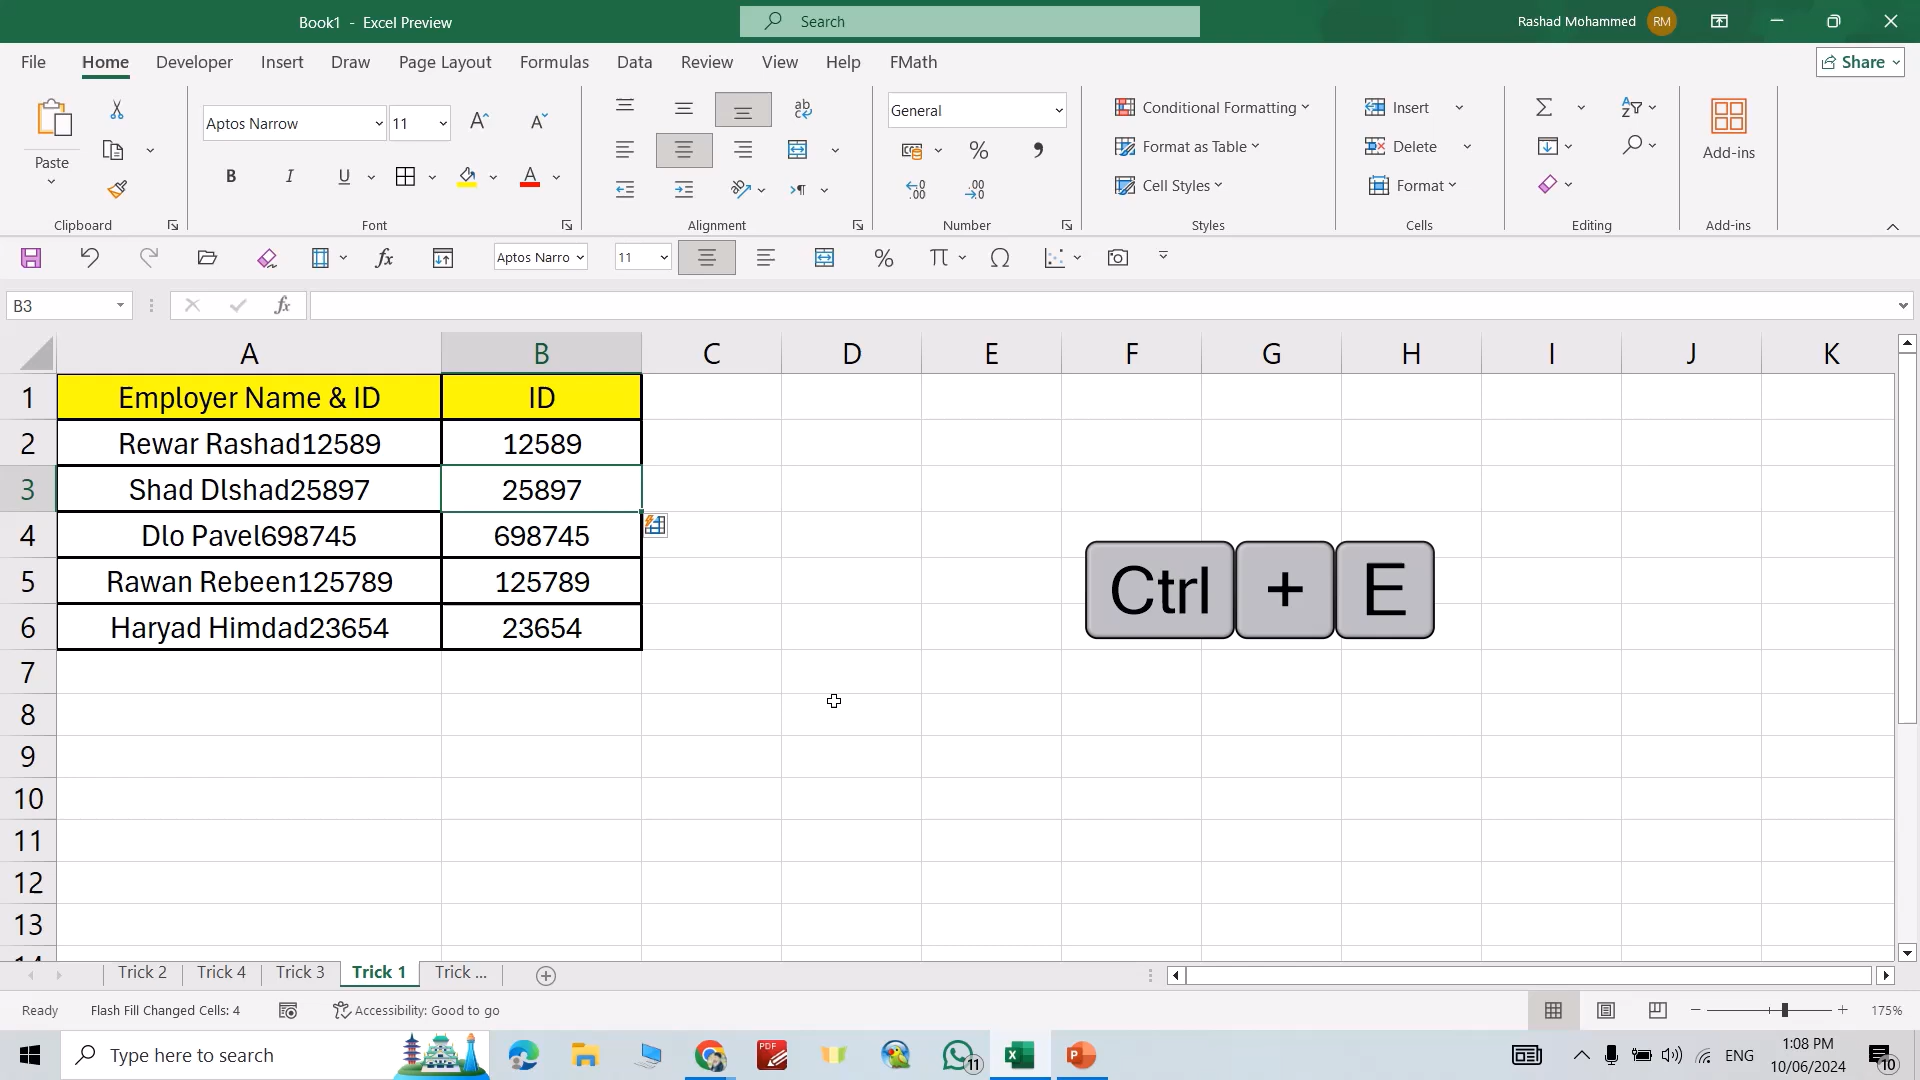 Book1 - Excel Preview
Search
Rashad Mohammed RM
File Home Developer Insert Draw Page Layout Formulas Data Review View Help FMath
Share
Paste
Clipboard
Aptos Narrow 11
B I U A
Font
ab
Alignment
General
% ,
Number
Conditional Formatting
Format as Table
Cell Styles
Styles
Insert
Delete
Format
Cells
Editing
Add-ins
Add-ins
Aptos Narro 11
B3
fx
A B C D E F G H I J K
1 Employer Name & ID ID
2 Rewar Rashad12589 12589
3 Shad Dlshad25897 25897
4 Dlo Pavel698745 698745
5 Rawan Rebeen125789 125789
6 Haryad Himdad23654 23654
Ctrl + E
7
8
9
10
11
12
13
14
Trick 2 Trick 4 Trick 3 Trick 1 Trick ...
Ready Flash Fill Changed Cells: 4 Accessibility: Good to go
175%
Type here to search
PDF
11
ENG
1:08 PM
10/06/2024
10